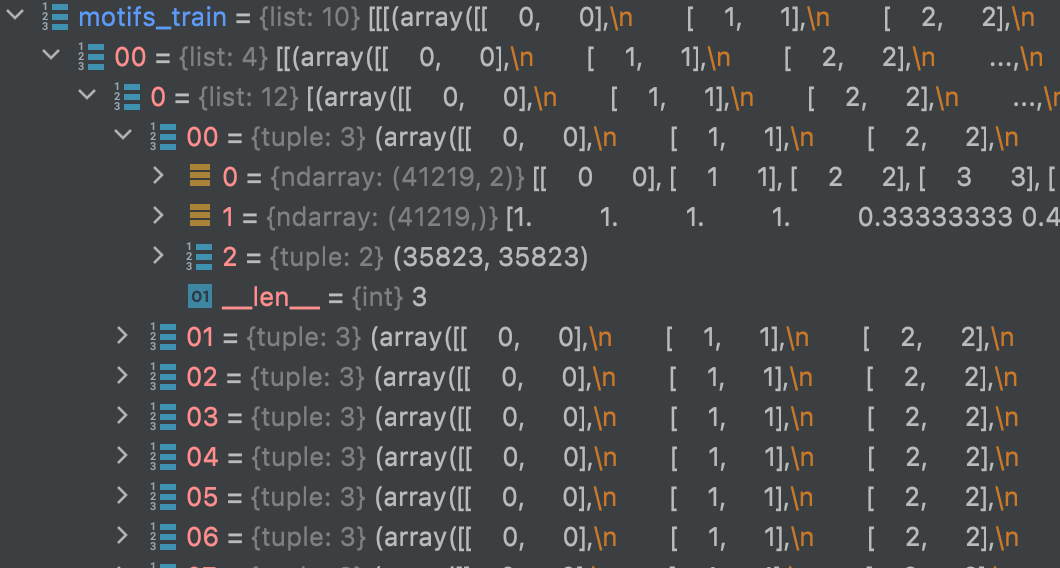 motifs_train = {list: 10} [[[(array([[ 0, 0],\n [ 1, 1],\n [ 2, 2],\n
00 = {list: 4} [[(array([[ 0, 0],\n [ 1, 1],\n [ 2, 2],\n ...,\n
0 = {list: 12} [(array([[ 0, 0],\n [ 1, 1],\n [ 2, 2],\n ...,\n
00 = {tuple: 3} (array([[ 0, 0],\n [ 1, 1],\n [ 2, 2],\n
0 = {ndarray: (41219, 2)} [[ 0 0], [ 1 1], [ 2 2], [ 3 3], [
1 = {ndarray: (41219,)} [1. 1. 1. 1. 0.33333333 0.4
2 = {tuple: 2} (35823, 35823)
01 __len__ = {int} 3
01 = {tuple: 3} (array([[ 0, 0],\n [ 1, 1],\n [ 2, 2],\n
02 = {tuple: 3} (array([[ 0, 0],\n [ 1, 1],\n [ 2, 2],\n
03 = {tuple: 3} (array([[ 0, 0],\n [ 1, 1],\n [ 2, 2],\n
04 = {tuple: 3} (array([[ 0, 0],\n [ 1, 1],\n [ 2, 2],\n
05 = {tuple: 3} (array([[ 0, 0],\n [ 1, 1],\n [ 2, 2],\n
06 = {tuple: 3} (array([[ 0, 0],\n [ 1, 1],\n [ 2, 2],\n